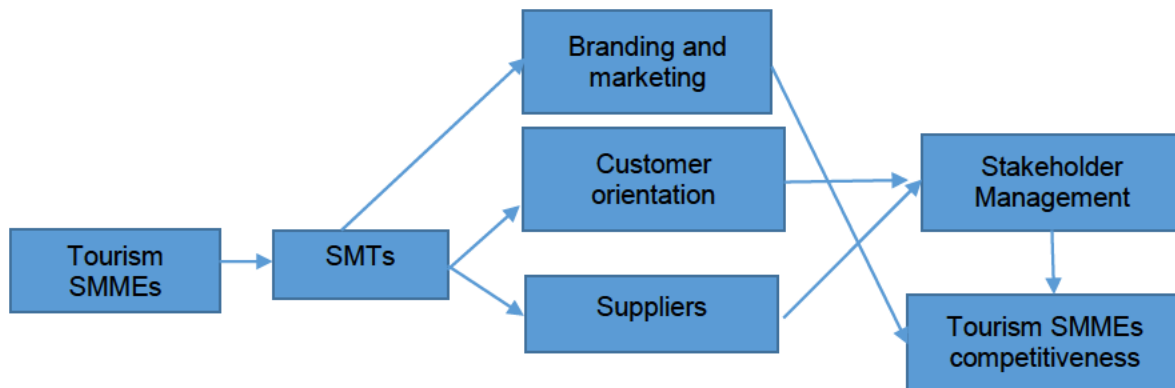 Branding and
marketing
Customer
orientation
Stakeholder
Management
Tourism
SMMEs
SMTs
Suppliers
Tourism SMMEs
competitiveness